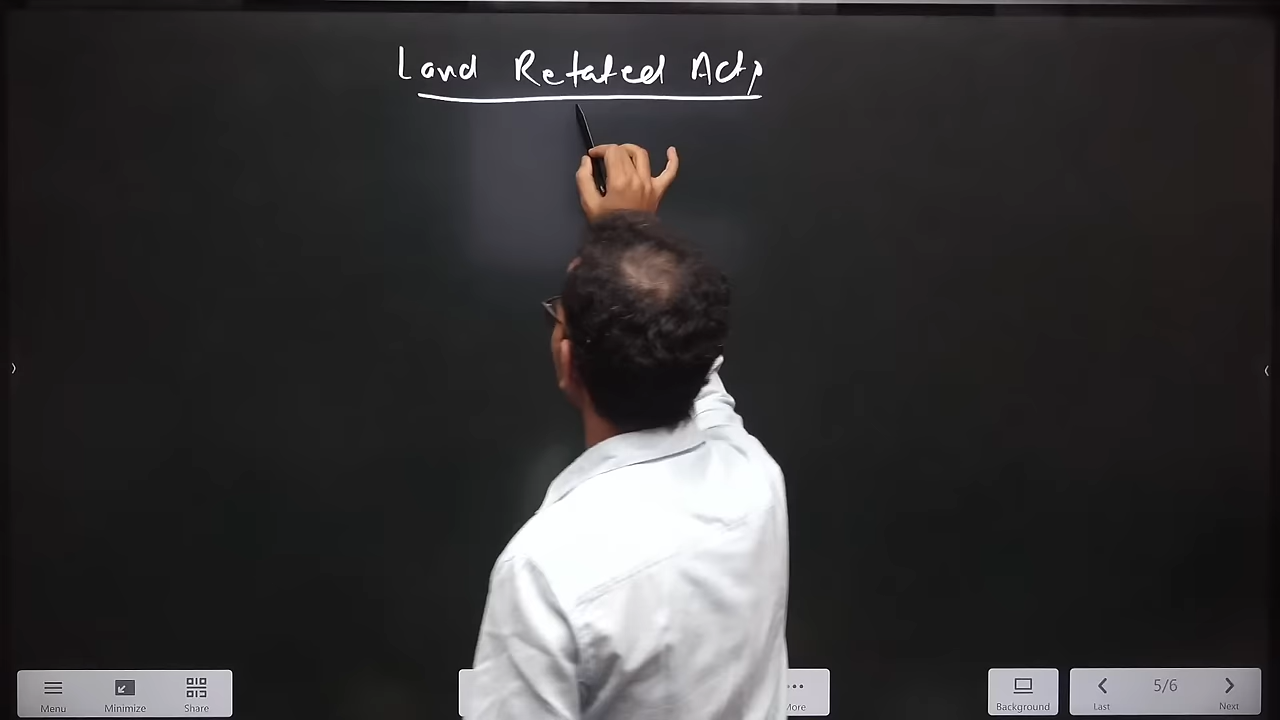 Land Related Acts
Menu
Minimize
Share
More
Background
Last
5/6
Next